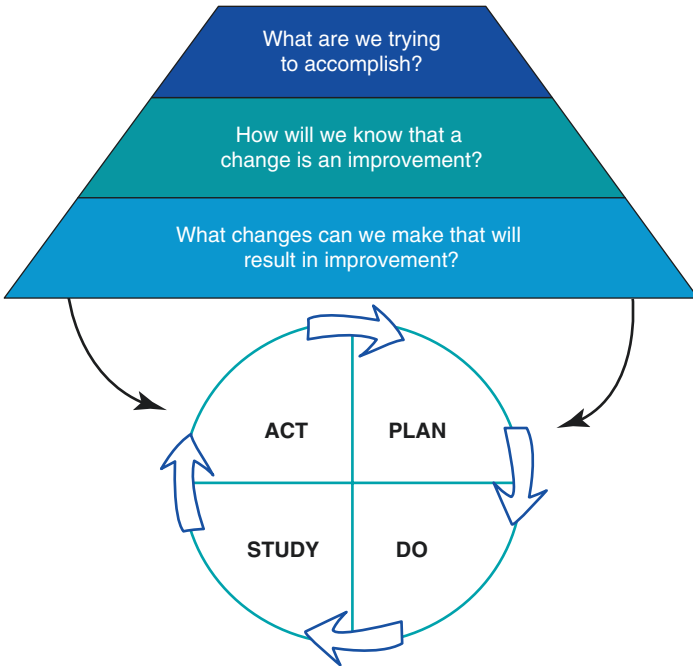 What are we trying
to accomplish?
How will we know that a
change is an improvement?
What changes can we make that will
result in improvement?
ACT
PLAN
STUDY
DO